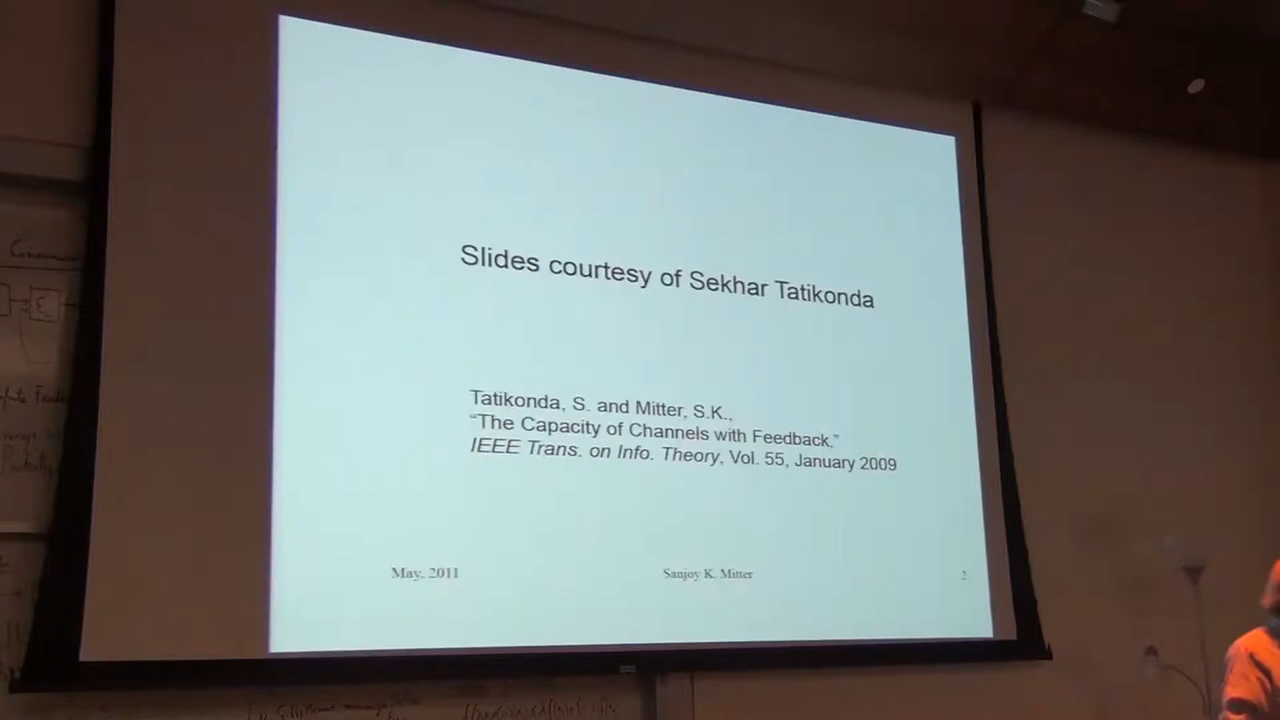 Slides courtesy of Sekhar Tatikonda
Tatikonda, S. and Mitter, S.K.,
“The Capacity of Channels with Feedback.”
IEEE Trans. on Info. Theory, Vol. 55, January 2009
May, 2011
Sanjoy K. Mitter
2